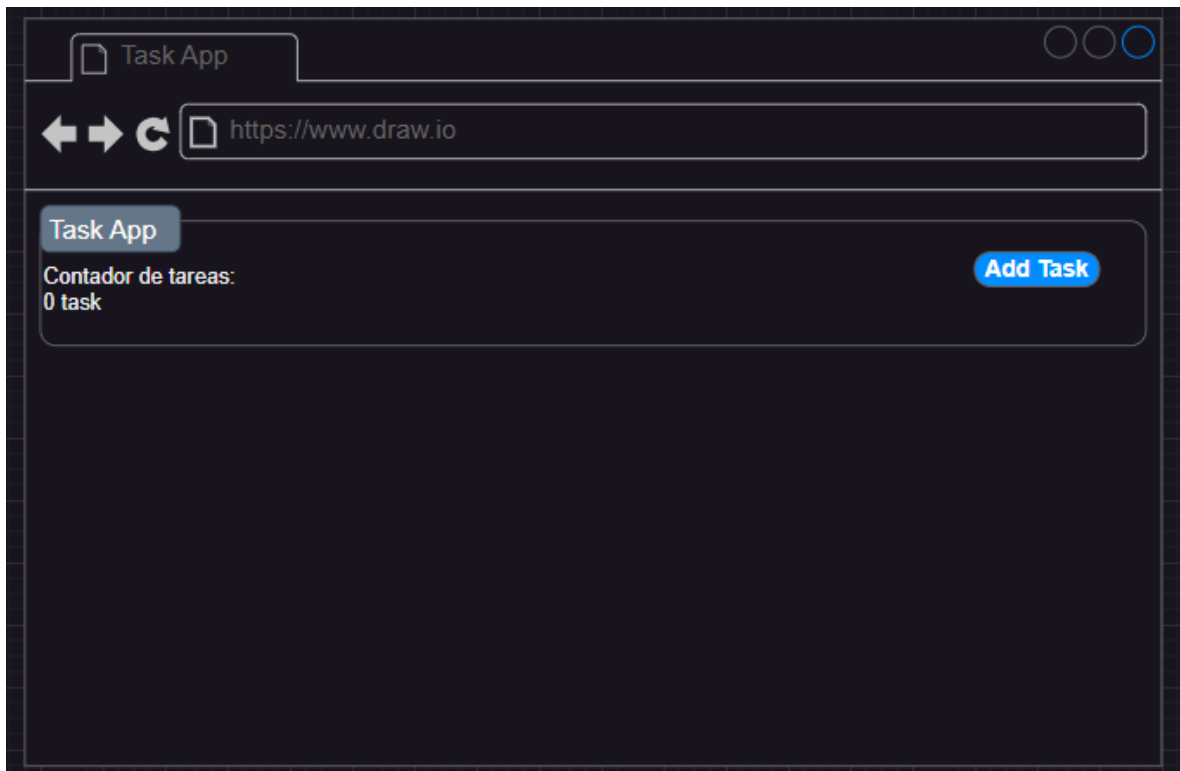 Task App
https://www.draw.io
Task App
Contador de tareas:
0 task
Add Task